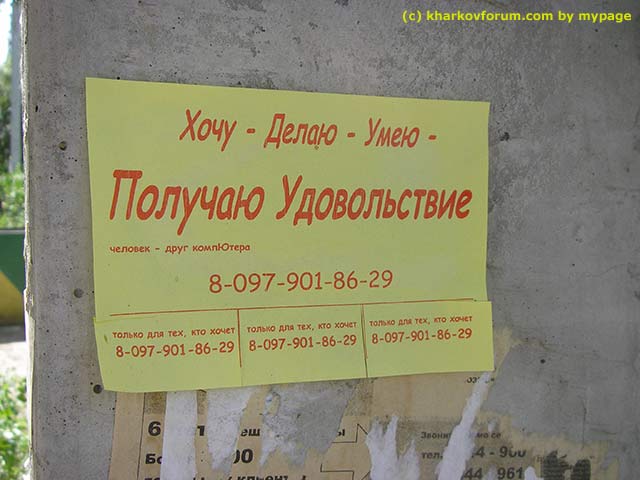 (c) kharkovforum.com by mypage
Хочу - Делаю - Умею -
Получаю Удовольствие
человек - друг компЮтера
8-097-901-86-29
только для тех, кто хочет
8-097-901-86-29
только для тех, кто хочет
8-097-901-86-29
только для тех, кто хочет
8-097-901-86-29